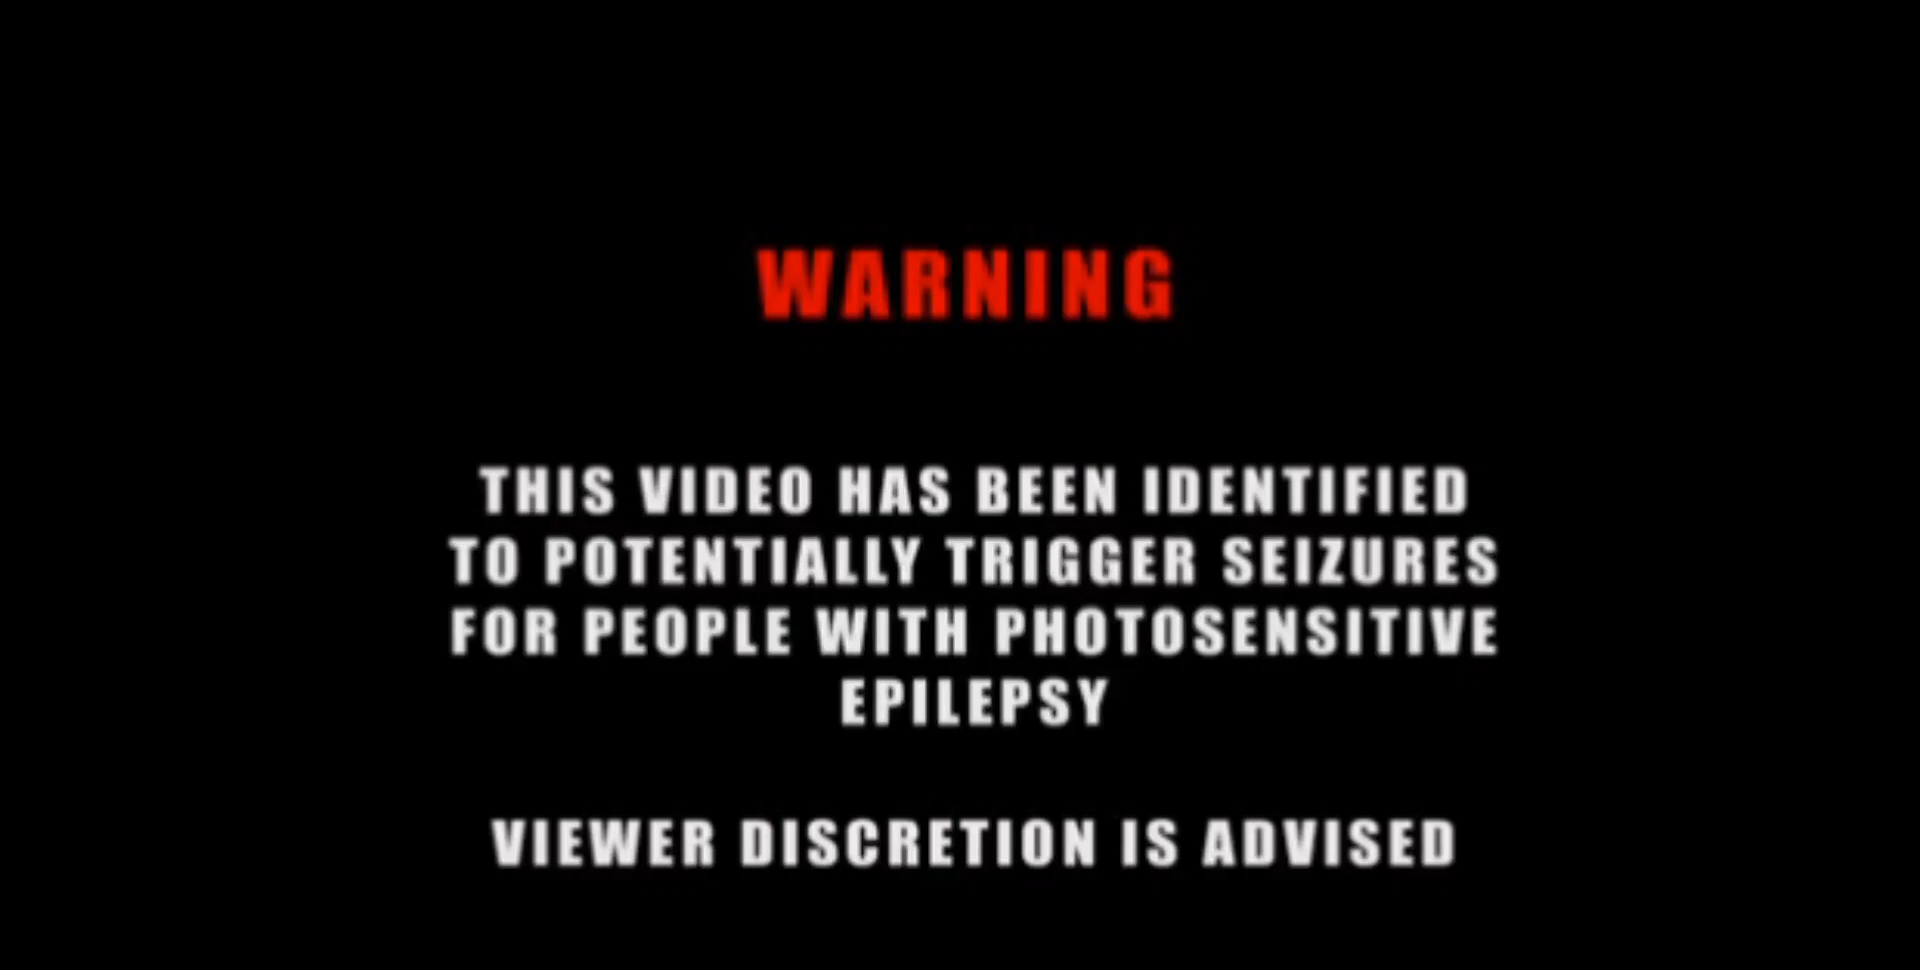 WARNING
THIS VIDEO HAS BEEN IDENTIFIED
TO POTENTIALLY TRIGGER SEIZURES
FOR PEOPLE WITH PHOTOSENSITIVE
EPILEPSY
VIEWER DISCRETION IS ADVISED